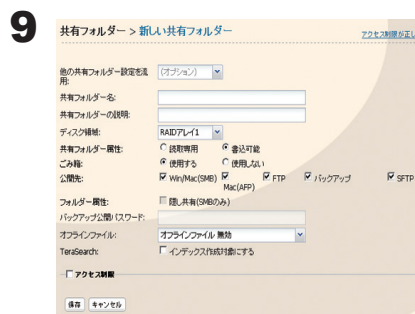 9
共有フォルダー > 新しい共有フォルダー
アクセス制限が正し
他の共有フォルダー設定を流用:
(オプション)
共有フォルダー名:
共有フォルダーの説明:
ディスク領域: RAIDアレイ1
共有フォルダー属性: 読取専用 書込可能
ごみ箱: 使用する 使用しない
公開先: Win/Mac(SMB) Mac(AFP) FTP バックアップ SFTP
フォルダー属性: 隠し共有(SMBのみ)
バックアップ公開パスワード:
オフラインファイル: オフラインファイル 無効
TeraSearch: インデックス作成対象にする
アクセス制限
保存 キャンセル